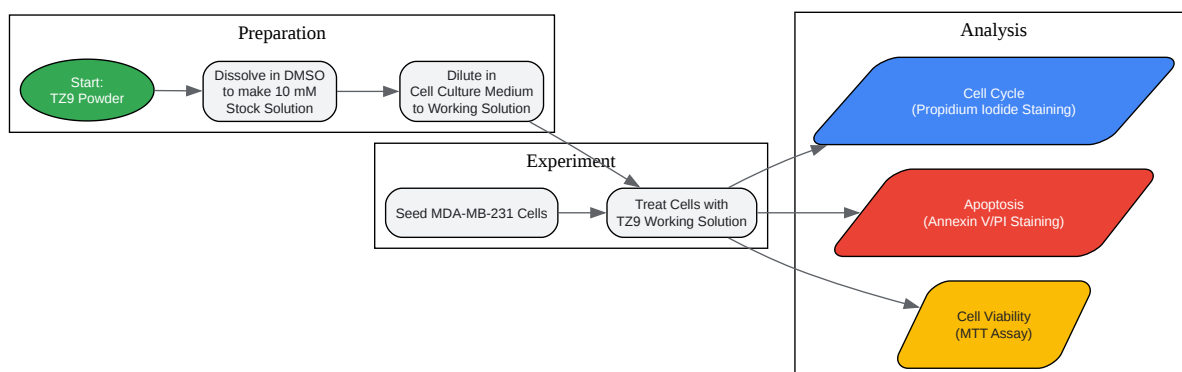 Preparation
Start:
TZ9 Powder
Dissolve in DMSO
to make 10 mM
Stock Solution
Dilute in
Cell Culture Medium
to Working Solution
Experiment
Seed MDA-MB-231 Cells
Treat Cells with
TZ9 Working Solution
Analysis
Cell Cycle
(Propidium Iodide Staining)
Apoptosis
(Annexin V/PI Staining)
Cell Viability
(MTT Assay)